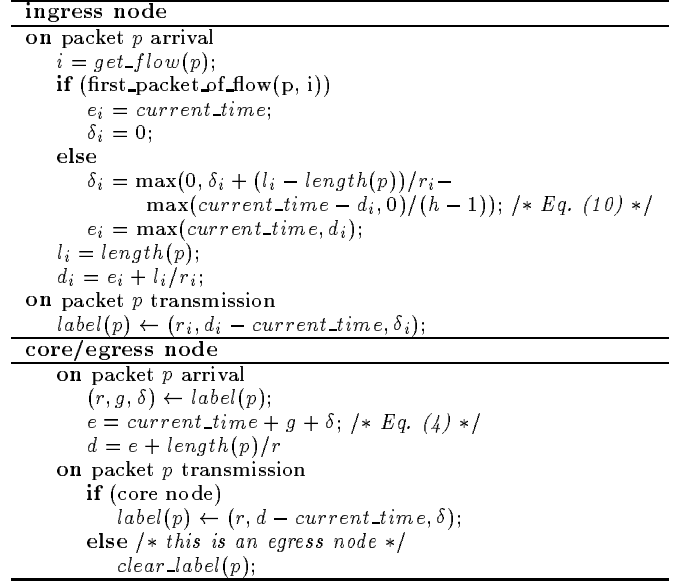 ingress node
on packet p arrival
i = get_flow(p);
if (first_packet_of_flow(p, i))
e_i = current_time;
δ_i = 0;
else
δ_i = max(0, δ_i + (l_i − length(p))/r_i−
max(current_time − d_i, 0)/(h − 1)); /* Eq. (10) */
e_i = max(current_time, d_i);
l_i = length(p);
d_i = e_i + l_i/r_i;
on packet p transmission
label(p) ← (r_i, d_i − current_time, δ_i);
core/egress node
on packet p arrival
(r, g, δ) ← label(p);
e = current_time + g + δ; /* Eq. (4) */
d = e + length(p)/r
on packet p transmission
if (core node)
label(p) ← (r, d − current_time, δ);
else /* this is an egress node */
clear_label(p);